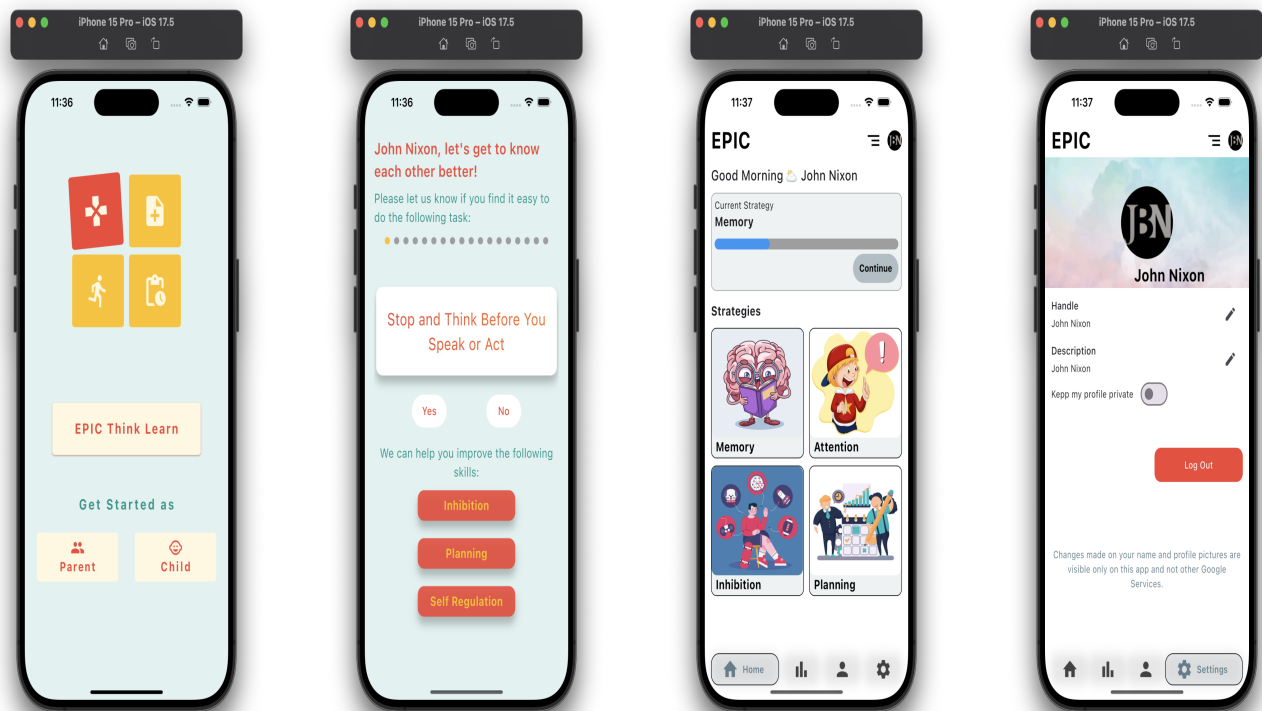 iPhone 15 Pro – iOS 17.5
11:36
EPIC Think Learn
Get Started as
Parent
Child
iPhone 15 Pro – iOS 17.5
11:36
John Nixon, let's get to know
each other better!
Please let us know if you find it easy to
do the following task:
Stop and Think Before You
Speak or Act
Yes
No
We can help you improve the following
skills:
Inhibition
Planning
Self Regulation
iPhone 15 Pro – iOS 17.5
11:37
EPIC
JBN
Good Morning John Nixon
Current Strategy
Memory
Continue
Strategies
Memory
Attention
Inhibition
Planning
Home
iPhone 15 Pro – iOS 17.5
11:37
EPIC
JBN
JBN
John Nixon
Handle
John Nixon
Description
John Nixon
Kepp my profile private
Log Out
Changes made on your name and profile pictures are
visible only on this app and not other Google
Services.
Settings